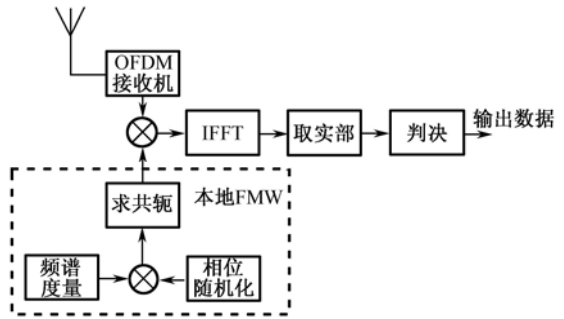 OFDM
接收机
IFFT
取实部
判决
输出数据
求共轭
本地FMW
频谱
度量
相位
随机化